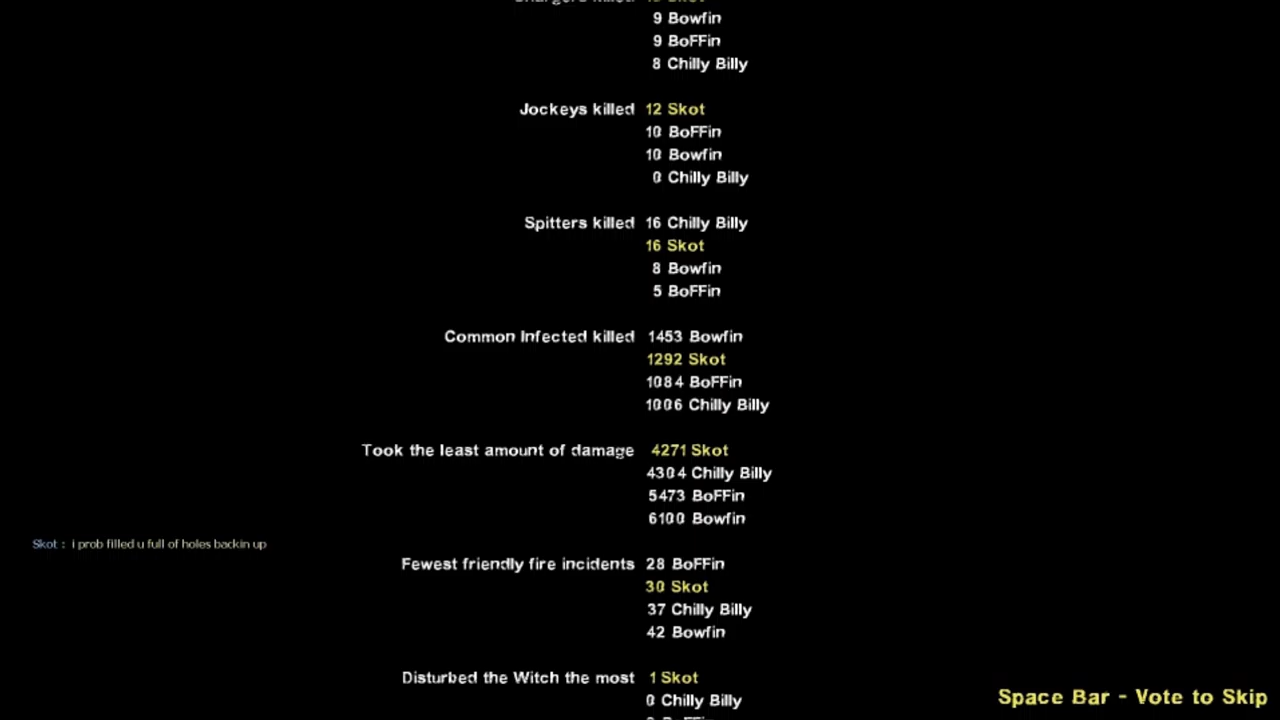 9 Bowfin
9 BoFFin
8 Chilly Billy
Jockeys killed 12 Skot
10 BoFFin
10 Bowfin
0 Chilly Billy
Spitters killed 16 Chilly Billy
16 Skot
8 Bowfin
5 BoFFin
Common Infected killed 1453 Bowfin
1292 Skot
1084 BoFFin
1006 Chilly Billy
Took the least amount of damage 4271 Skot
4304 Chilly Billy
5473 BoFFin
6100 Bowfin
Skot : i prob filled u full of holes backin up
Fewest friendly fire incidents 28 BoFFin
30 Skot
37 Chilly Billy
42 Bowfin
Disturbed the Witch the most 1 Skot
0 Chilly Billy
Space Bar - Vote to Skip